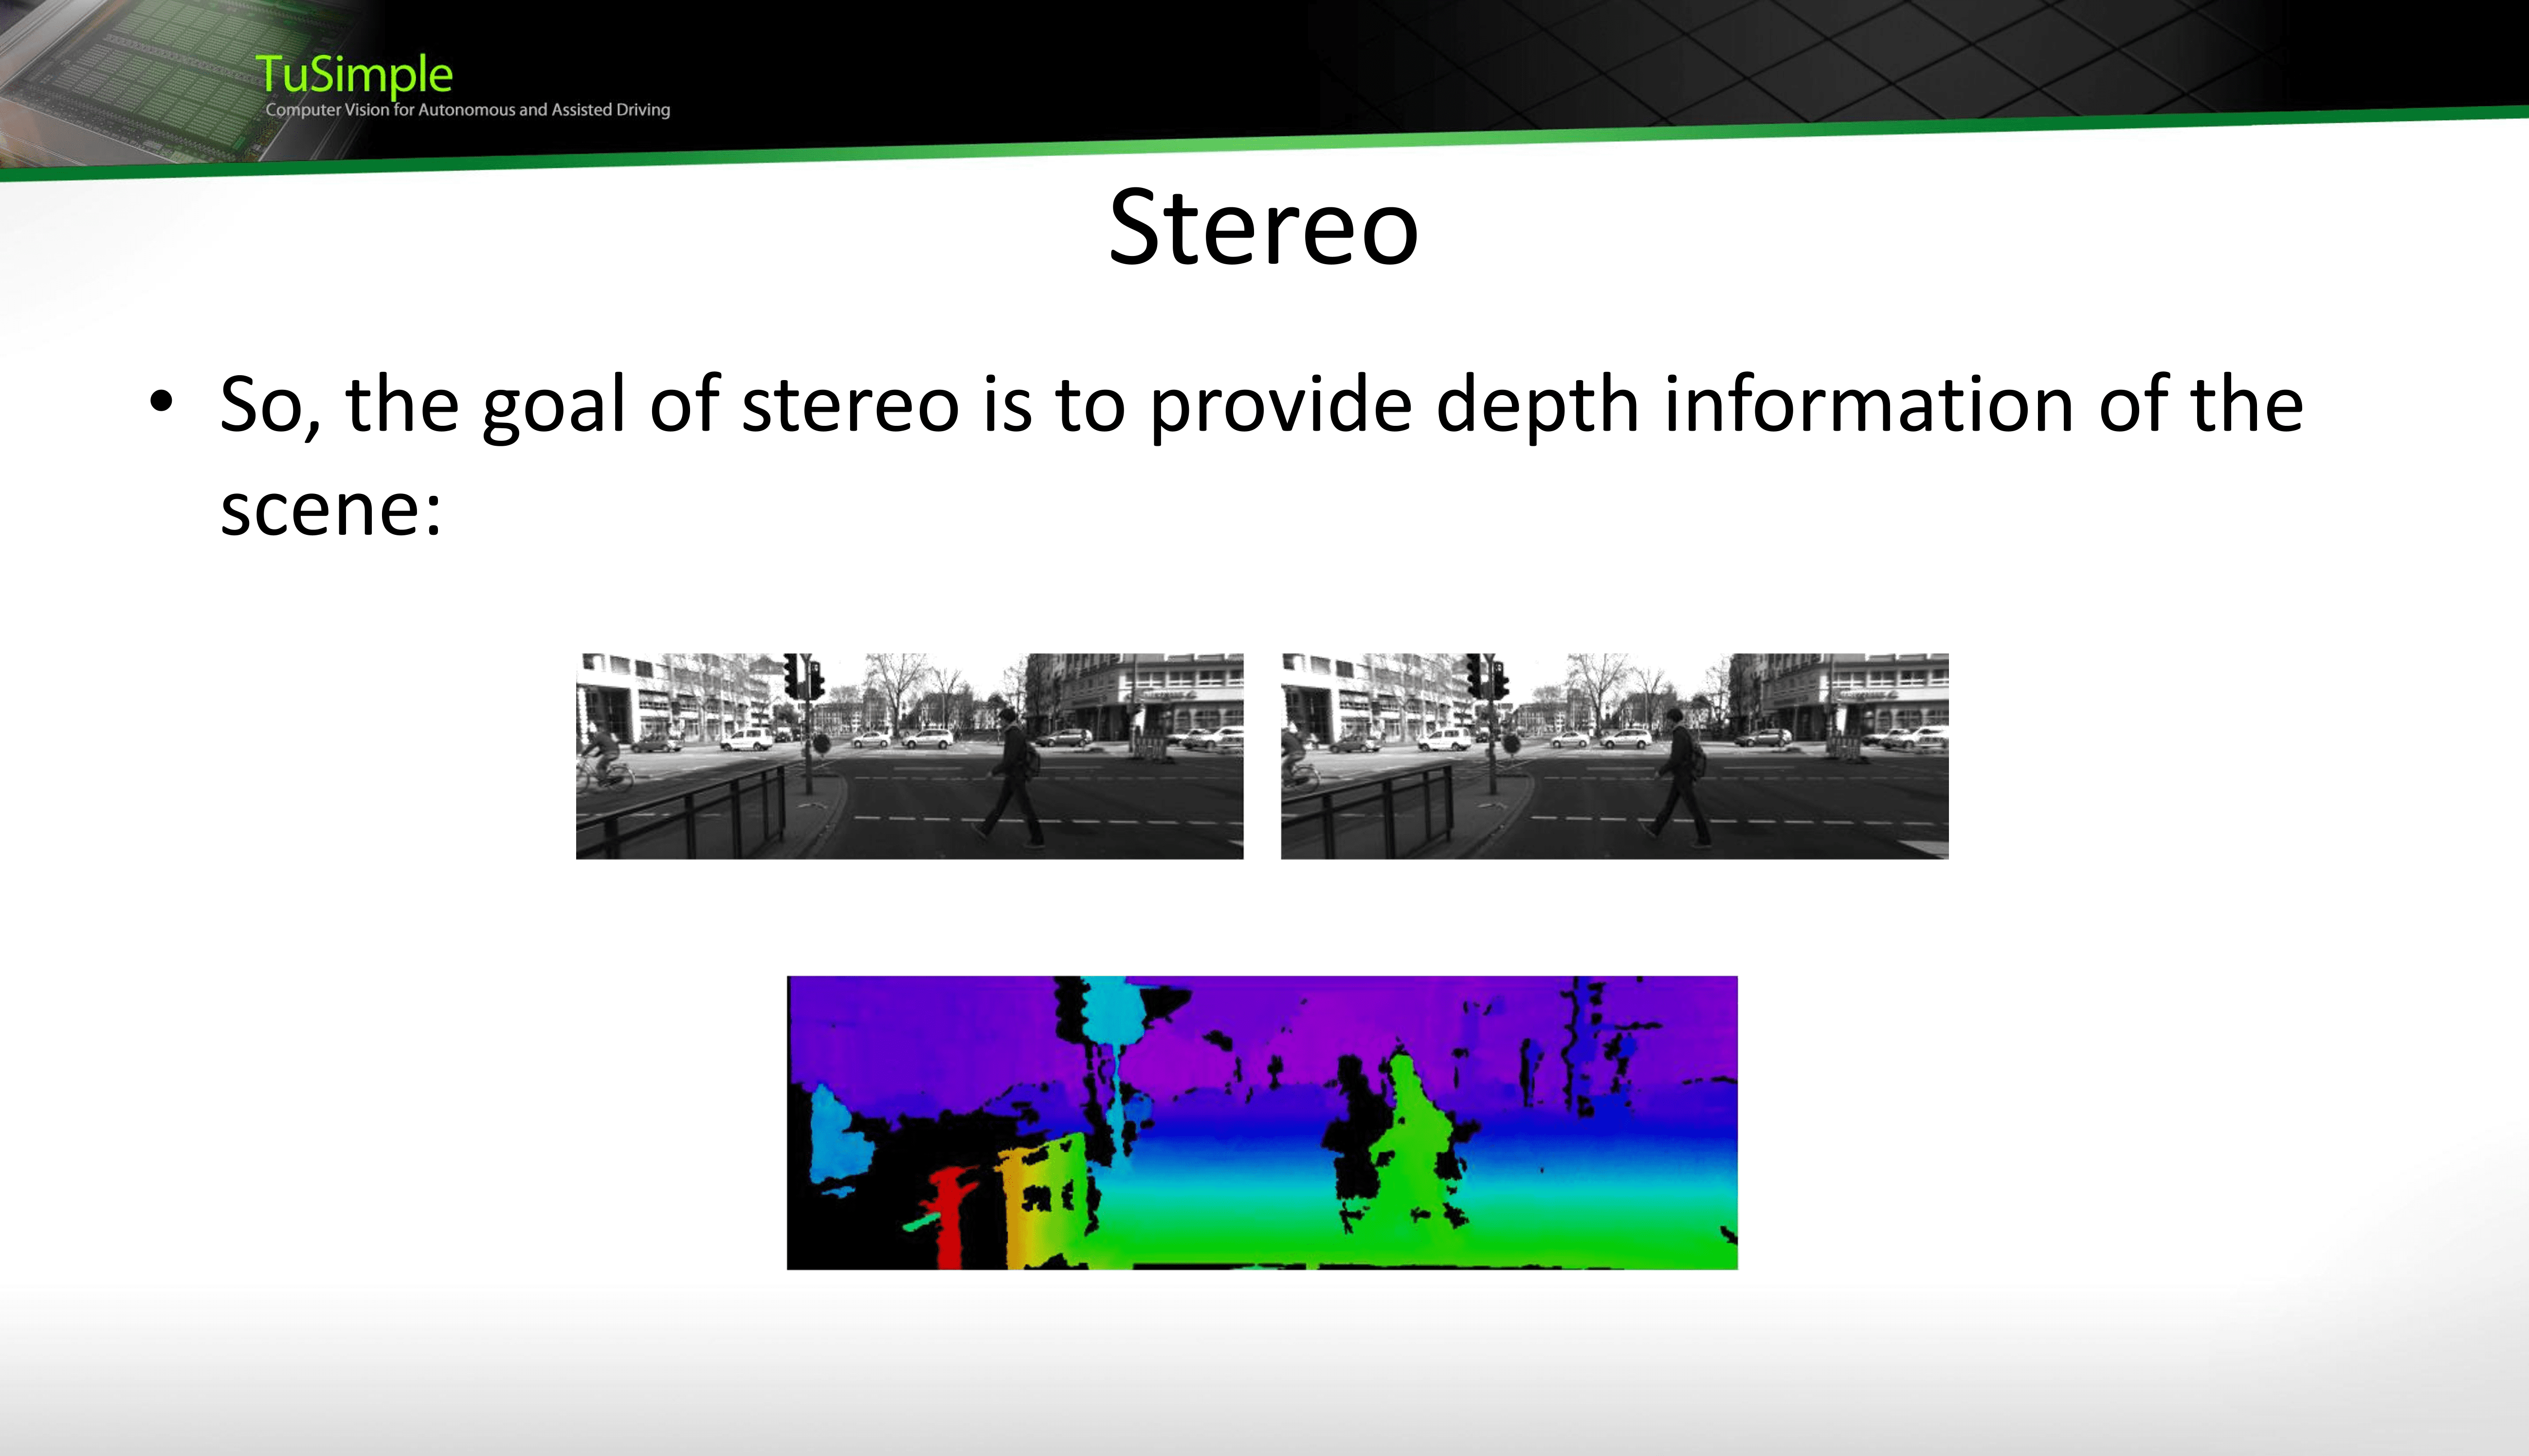 TuSimple
Computer Vision for Autonomous and Assisted Driving
Stereo
• So, the goal of stereo is to provide depth information of the
scene: